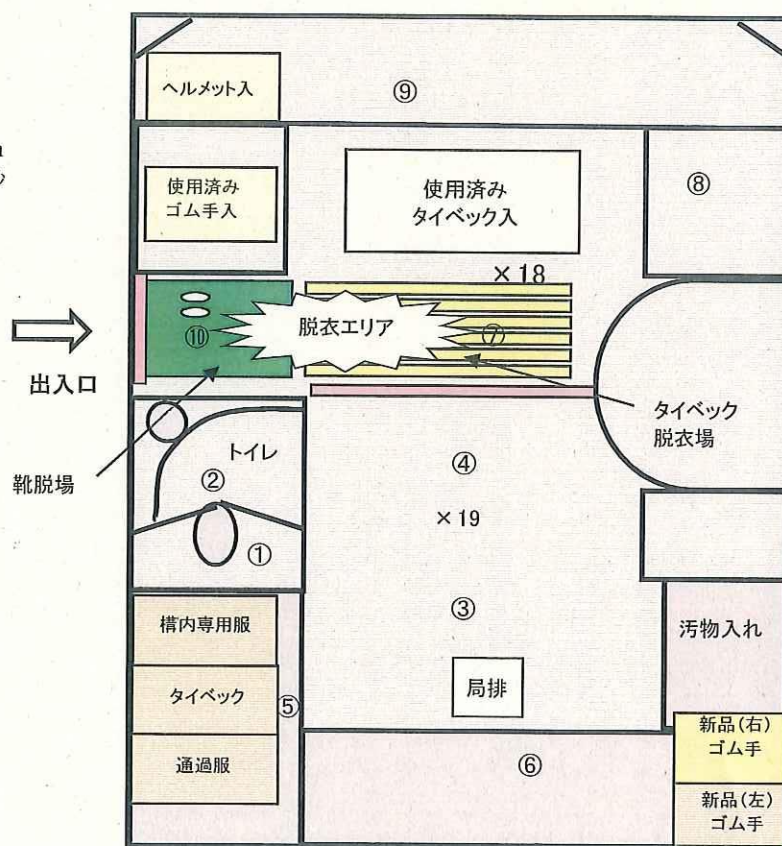 ヘルメット入
⑨
使用済み
ゴム手入
使用済み
タイベック入
⑧
×18
⑩
脱衣エリア
⑦
出入口
タイベック
脱衣場
トイレ
靴脱場
②
④
×19
①
③
構内専用服
汚物入れ
タイベック
⑤
局排
新品(右)
ゴム手
通過服
⑥
新品(左)
ゴム手